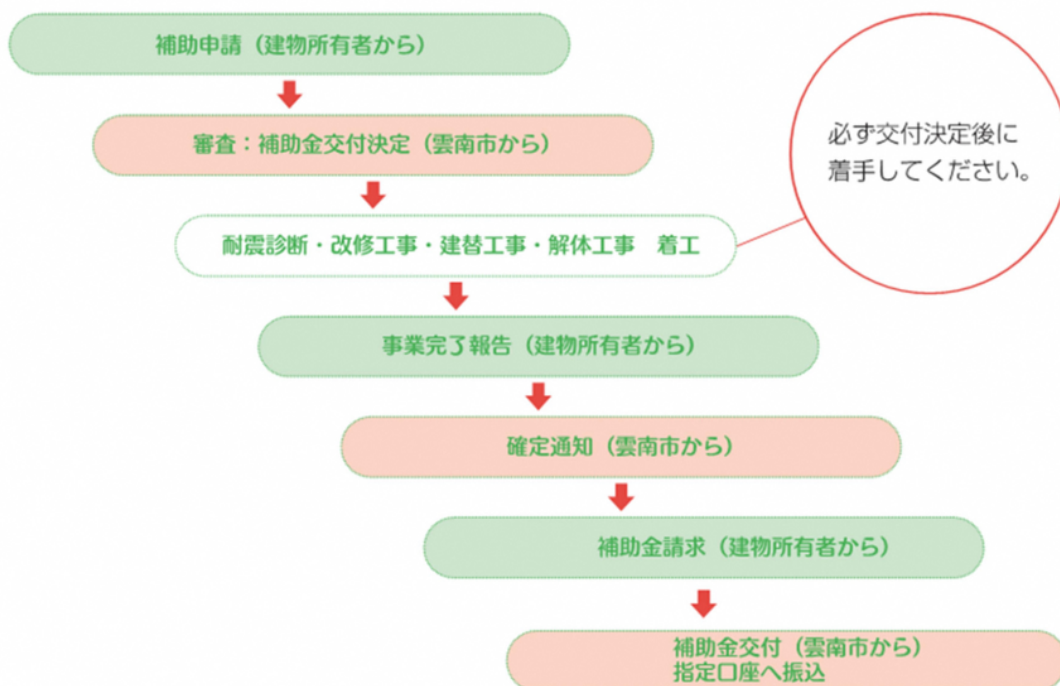 補助申請（建物所有者から）
審査：補助金交付決定（雲南市から）
必ず交付決定後に
着手してください。
耐震診断・改修工事・建替工事・解体工事　着工
事業完了報告（建物所有者から）
確定通知（雲南市から）
補助金請求（建物所有者から）
補助金交付（雲南市から）
指定口座へ振込